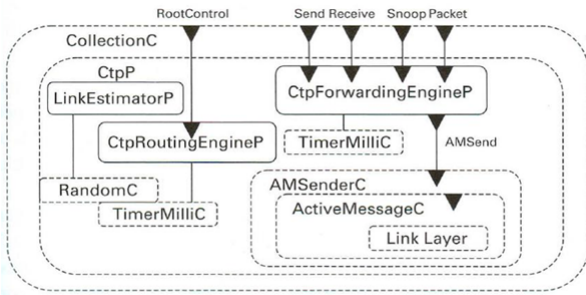 RootControl
Send Receive
Snoop Packet
CollectionC
CtpP
LinkEstimatorP
CtpForwardingEngineP
CtpRoutingEngineP
TimerMilliC
AMSend
RandomC
TimerMilliC
AMSenderC
ActiveMessageC
Link Layer